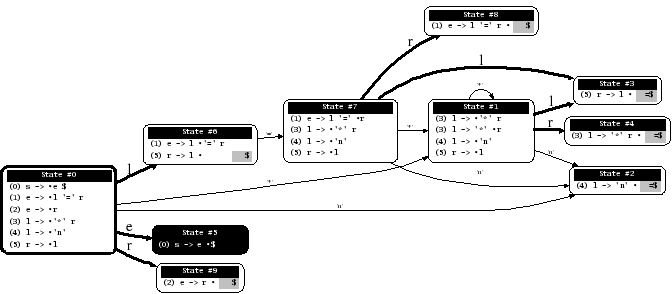 State #8
(1) e -> l '=' r • $
r
l
State #3
(5) r -> l • =$
State #7
(1) e -> l '=' •r
(3) l -> •'*' r
(4) l -> •'n'
(5) r -> •l
'*'
State #1
(3) l -> •'*' r
(3) l -> '*' •r
(4) l -> •'n'
(5) r -> •l
'*'
l
r
State #4
(3) l -> '*' r • =$
State #6
(1) e -> l •'=' r
(5) r -> l • $
'='
'n'
'n'
State #2
(4) l -> 'n' • =$
State #0
(0) s -> •e $
(1) e -> •l '=' r
(2) e -> •r
(3) l -> •'*' r
(4) l -> •'n'
(5) r -> •l
l
'*'
'n'
e
r
State #5
(0) s -> e •$
State #9
(2) e -> r • $